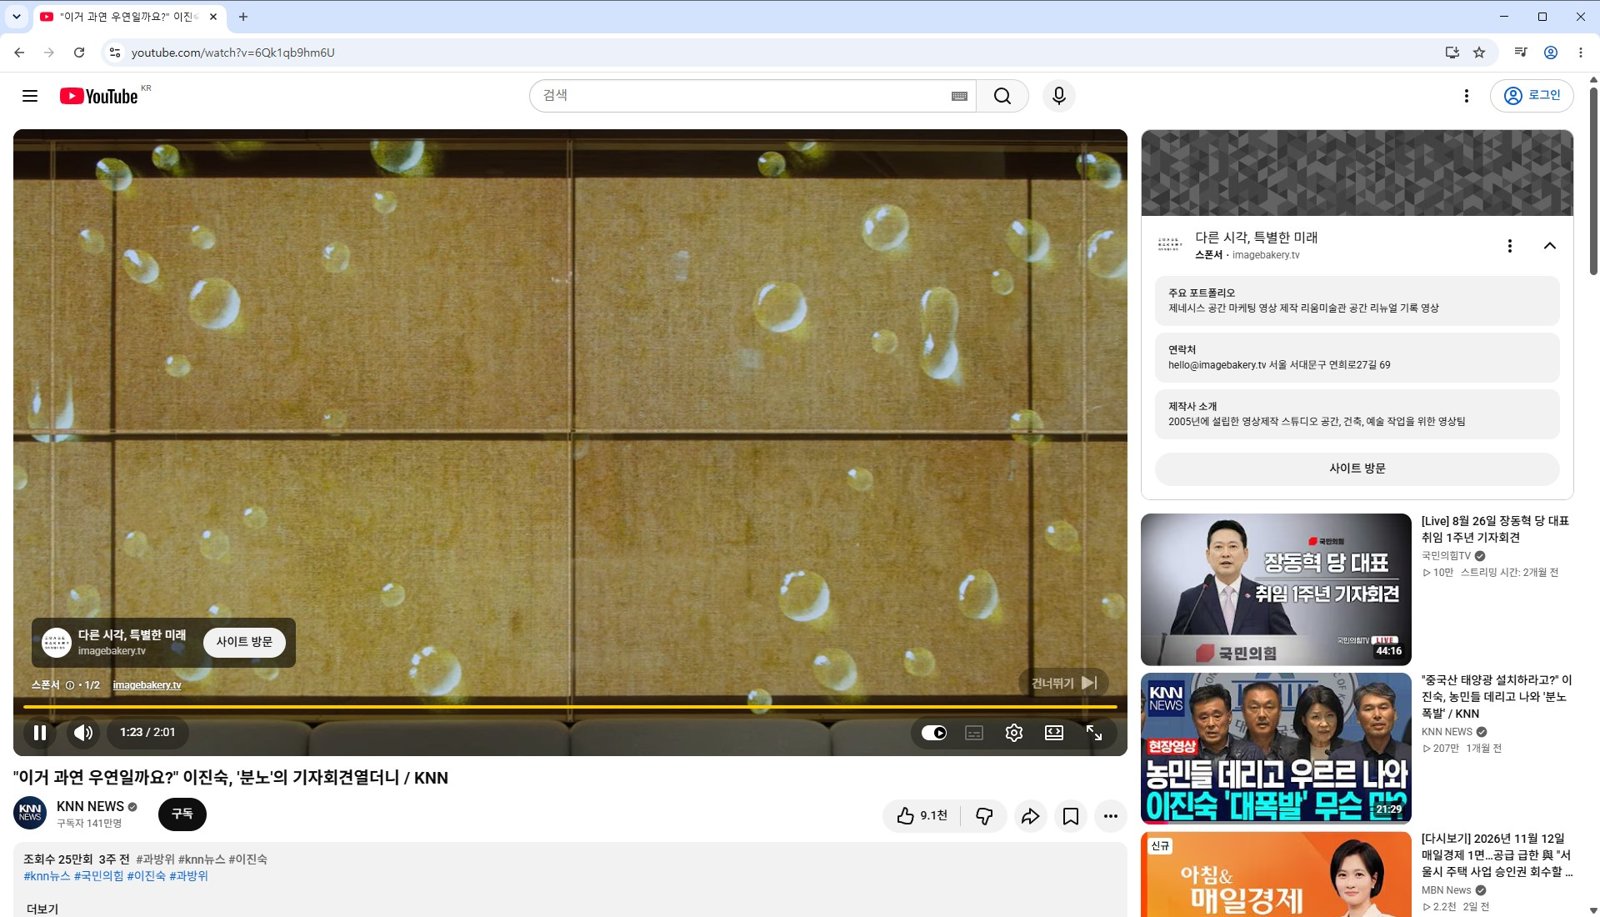 "이거 과연 우연일까요?" 이진숙
youtube.com/watch?v=6Qk1qb9hm6U
YouTube KR
검색
로그인
다른 시각, 특별한 미래
imagebakery.tv
사이트 방문
스폰서 · 1/2 imagebakery.tv
건너뛰기
1:23 / 2:01
"이거 과연 우연일까요?" 이진숙, '분노'의 기자회견열더니 / KNN
KNN NEWS
KNN NEWS
구독자 141만명
구독
9.1천
조회수 25만회 3주 전 #과방위 #knn뉴스 #이진숙
#knn뉴스 #국민의힘 #이진숙 #과방위
더보기
다른 시각, 특별한 미래
스폰서 · imagebakery.tv
주요 포트폴리오
제네시스 공간 마케팅 영상 제작 리움미술관 공간 리뉴얼 기록 영상
연락처
hello@imagebakery.tv 서울 서대문구 연희로27길 69
제작사 소개
2005년에 설립한 영상제작 스튜디오 공간, 건축, 예술 작업을 위한 영상팀
사이트 방문
국민의힘
장동혁 당 대표
취임 1주년 기자회견
국민의힘TV LIVE
국민의힘
44:16
[Live] 8월 26일 장동혁 당 대표
취임 1주년 기자회견
국민의힘TV
10만 스트리밍 시간: 2개월 전
KNN
NEWS
현장영상
농민들 데리고 우르르 나와
이진숙 '대폭발' 무슨 일?
21:29
"중국산 태양광 설치하라고?" 이
진숙, 농민들 데리고 나와 '분노
폭발' / KNN
KNN NEWS
207만 1개월 전
신규
아침&
매일경제
[다시보기] 2026년 11월 12일
매일경제 1면...공급 급한 與 "서
울시 주택 사업 승인권 회수할 ...
MBN News
2.2천 2일 전